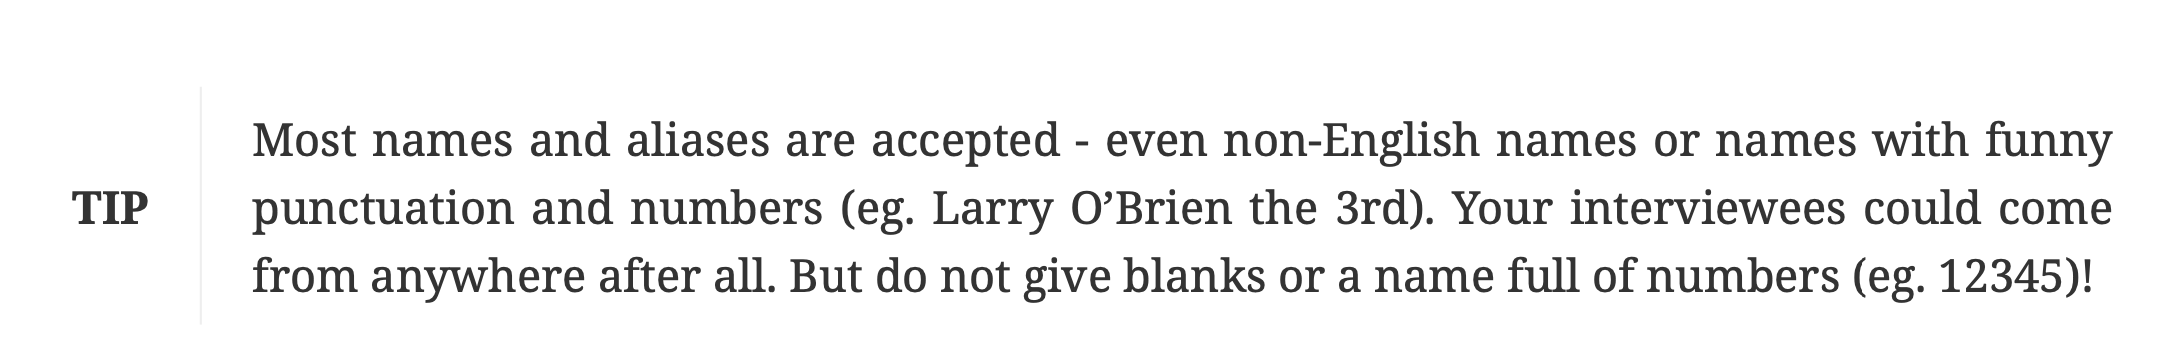 Most names and aliases are accepted - even non-English names or names with funny
TIP
punctuation and numbers (eg. Larry O’Brien the 3rd). Your interviewees could come
from anywhere after all. But do not give blanks or a name full of numbers (eg. 12345)!